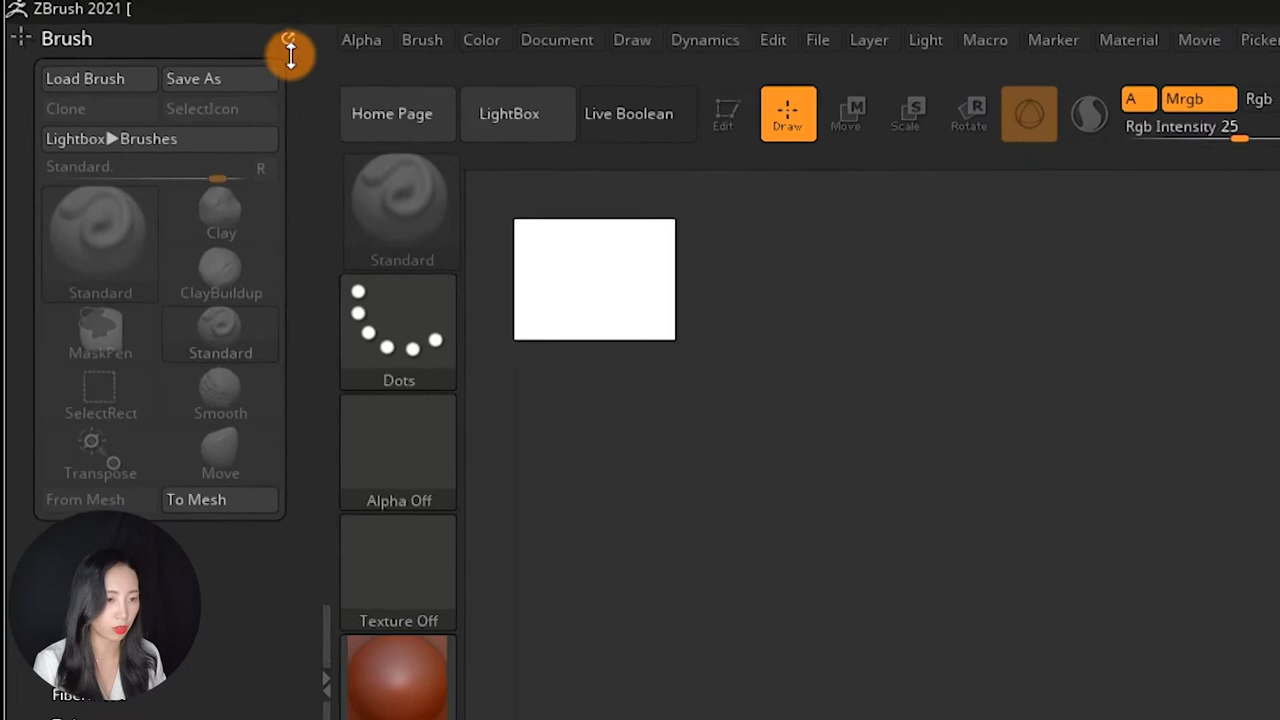 ZBrush 2021 [
Brush
Alpha Brush Color Document Draw Dynamics Edit File Layer Light Macro Marker Material Movie Picke
Load Brush Save As
Clone SelectIcon
Lightbox▶Brushes
Standard. R
Standard
Clay
ClayBuildup
MaskPen
Standard
SelectRect
Smooth
Transpose
Move
From Mesh To Mesh
Home Page LightBox Live Boolean
Edit
Draw
M
Move
S
Scale
R
Rotate
A Mrgb Rgb
Rgb Intensity 25
Standard
Dots
Alpha Off
Texture Off